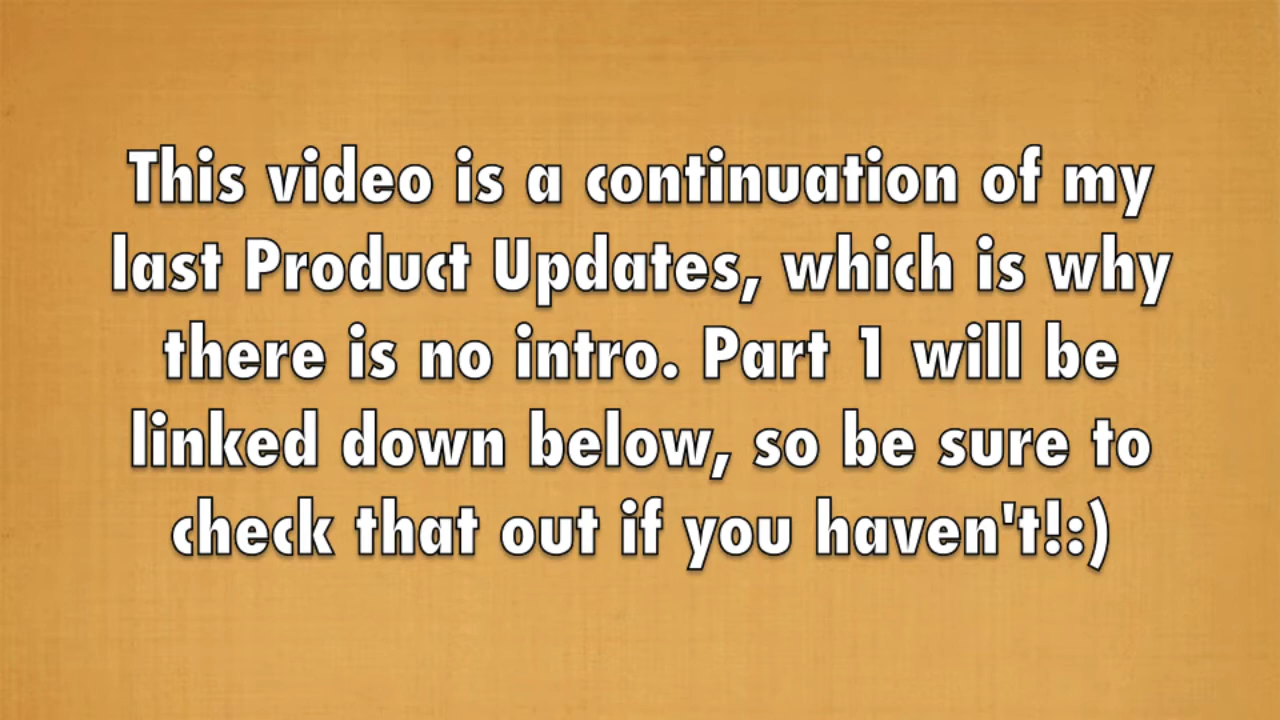 This video is a continuation of my
last Product Updates, which is why
there is no intro. Part 1 will be
linked down below, so be sure to
check that out if you haven't!:)